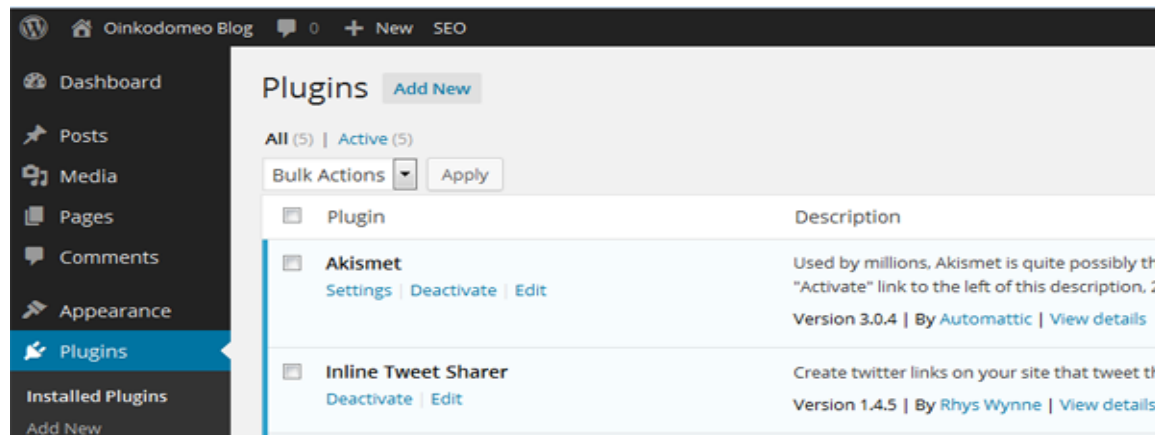 Oinkodomeo Blog 0 + New SEO
Dashboard
Posts
Media
Pages
Comments
Appearance
Plugins
Installed Plugins
Add New
Plugins Add New
All (5) | Active (5)
Bulk Actions Apply
Plugin Description
Akismet
Settings | Deactivate | Edit
Used by millions, Akismet is quite possibly th
"Activate" link to the left of this description, 2
Version 3.0.4 | By Automattic | View details
Inline Tweet Sharer
Deactivate | Edit
Create twitter links on your site that tweet th
Version 1.4.5 | By Rhys Wynne | View details